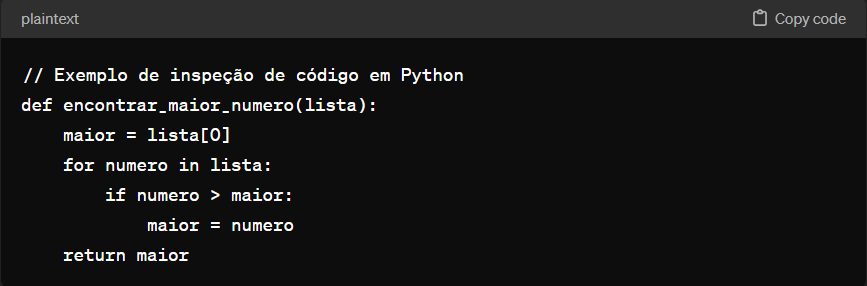 plaintext
Copy code
// Exemplo de inspeção de código em Python
def encontrar_maior_numero(lista):
    maior = lista[0]
    for numero in lista:
        if numero > maior:
            maior = numero
    return maior